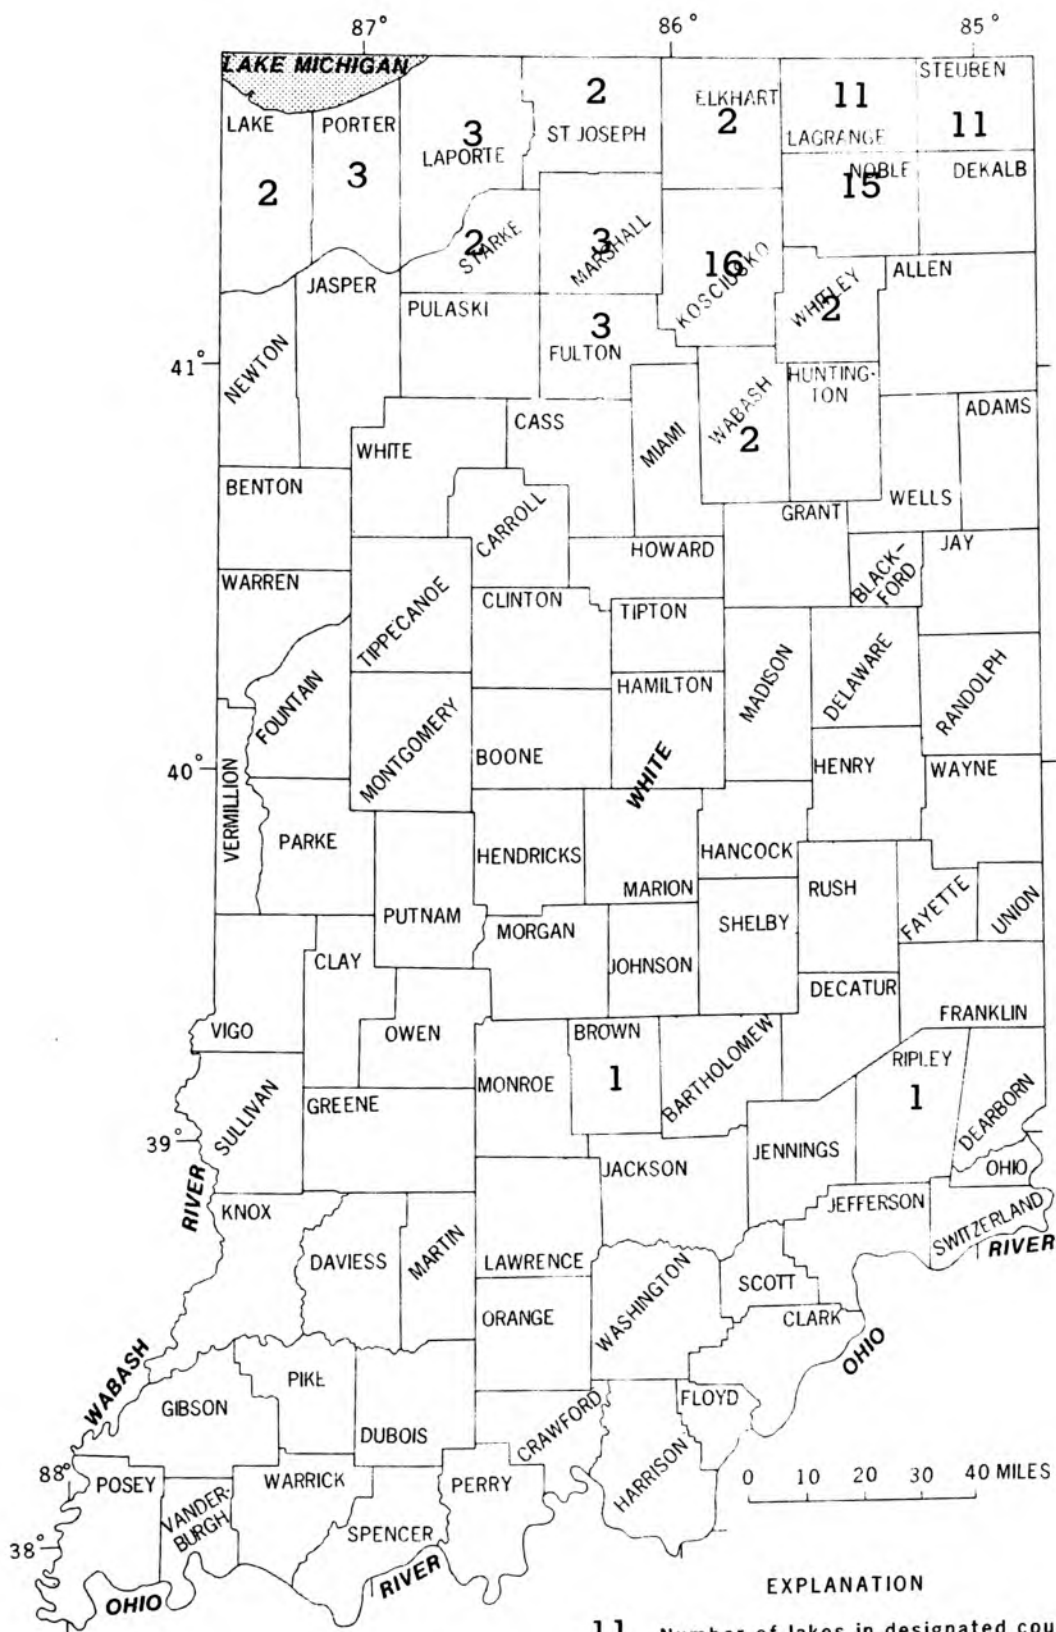 87° 86° 85°
LAKE MICHIGAN
STEUBEN
2
ELKHART
2
11
LAGRANGE
11
LAKE
PORTER
3
LAPORTE
ST JOSEPH
NOBLE
15
DEKALB
2
3
2
STARKE
3
MARSHALL
16
KOSCIUSKO
ALLEN
JASPER
PULASKI
WHITLEY
2
3
FULTON
41°
NEWTON
HUNTING-
TON
WABASH
2
CASS
MIAMI
ADAMS
WHITE
BENTON
CARROLL
GRANT
WELLS
HOWARD
JAY
BLACK-
FORD
WARREN
TIPPECANOE
CLINTON
TIPTON
FOUNTAIN
HAMILTON
MADISON
DELAWARE
RANDOLPH
MONTGOMERY
BOONE
WHITE
40°
HENRY
WAYNE
VERMILLION
PARKE
HENDRICKS
HANCOCK
MARION
RUSH
FAYETTE
UNION
PUTNAM
MORGAN
SHELBY
CLAY
JOHNSON
DECATUR
FRANKLIN
VIGO
OWEN
BROWN
1
BARTHOLOMEW
RIPLEY
1
MONROE
DEARBORN
SULLIVAN
GREENE
39°
JENNINGS
JACKSON
OHIO
RIVER
KNOX
JEFFERSON
SWITZERLAND
RIVER
DAVIESS
MARTIN
LAWRENCE
WASHINGTON
SCOTT
ORANGE
CLARK
OHIO
WABASH
PIKE
GIBSON
FLOYD
CRAWFORD
DUBOIS
HARRISON
88°
POSEY
WARRICK
PERRY
0 10 20 30 40 MILES
VANDER-
BURGH
SPENCER
38°
RIVER
OHIO
EXPLANATION
11 Number of lakes in designated cou